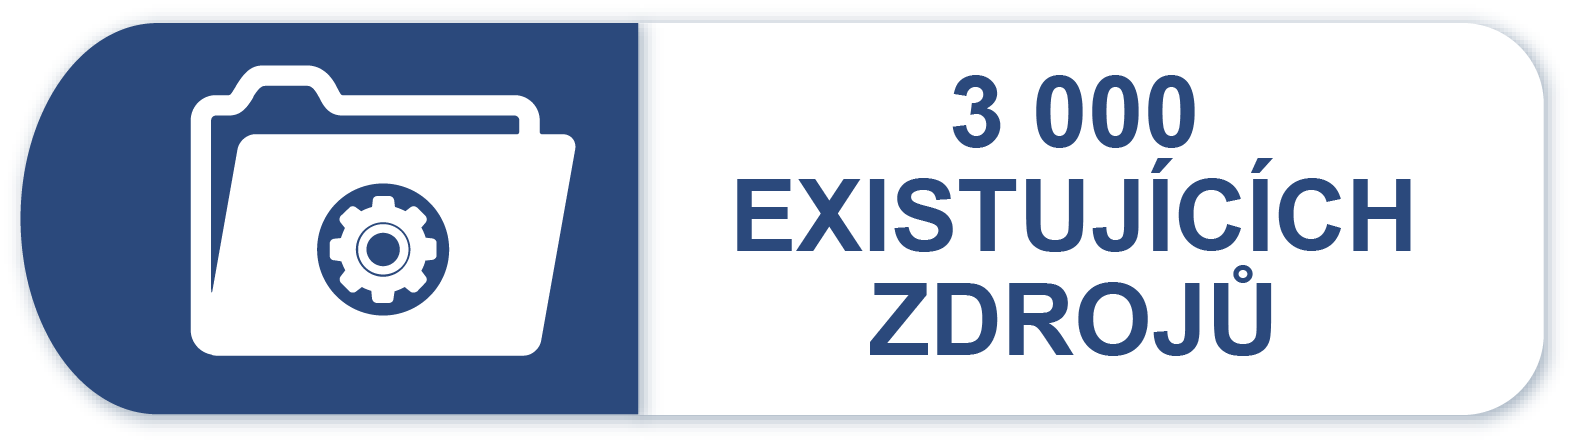 3 000
EXISTUJÍCÍCH
ZDROJŮ